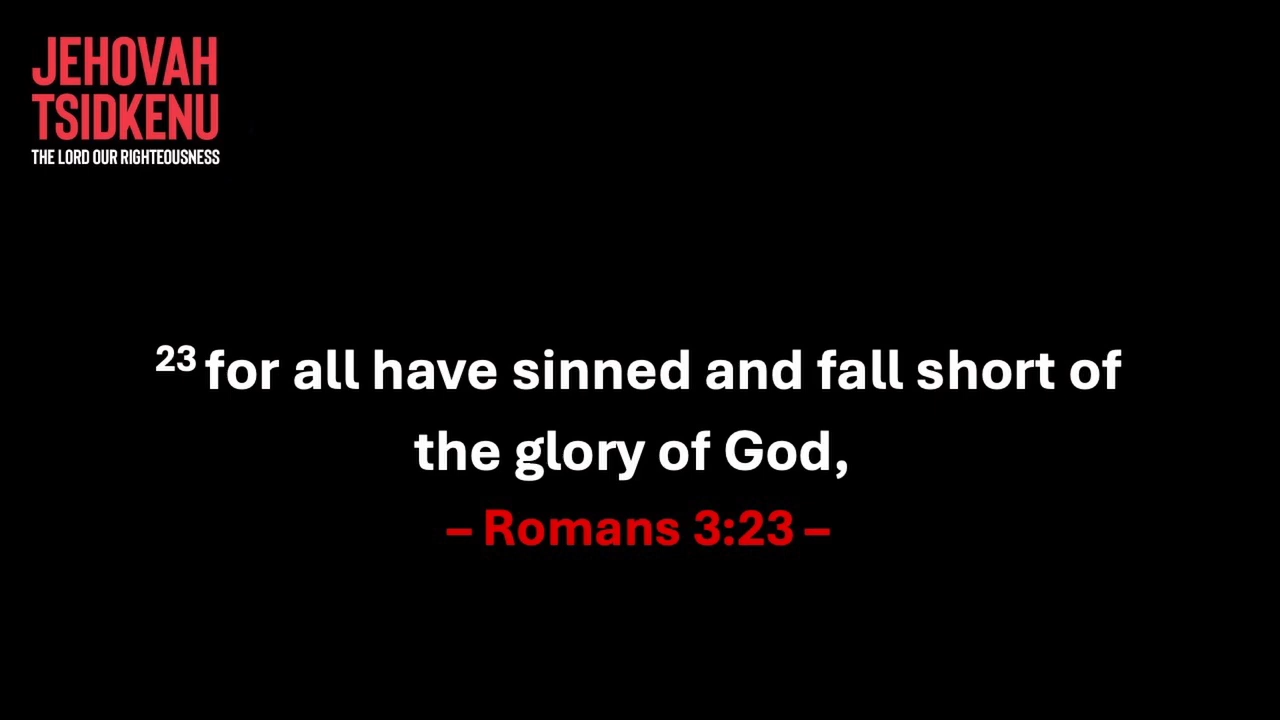 JEHOVAH
TSIDKENU
THE LORD OUR RIGHTEOUSNESS
23 for all have sinned and fall short of
the glory of God,
– Romans 3:23 –